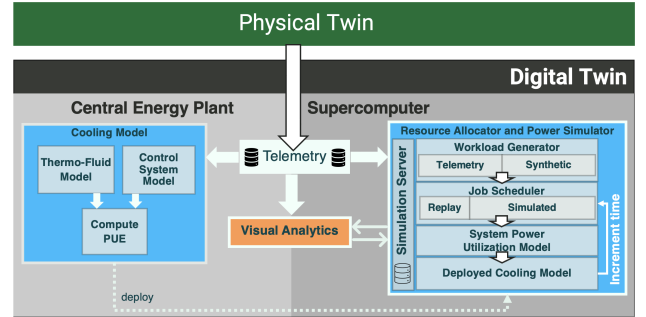 Physical Twin
Digital Twin
Central Energy Plant
Supercomputer
Cooling Model
Thermo-Fluid
Model
Control
System
Model
Compute
PUE
Telemetry
Visual Analytics
Resource Allocator and Power Simulator
Simulation Server
Workload Generator
Telemetry
Synthetic
Job Scheduler
Replay
Simulated
System Power
Utilization Model
Deployed Cooling Model
Increment time
deploy